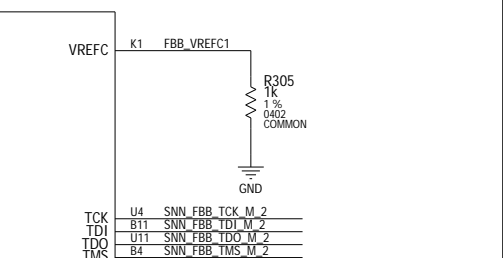 VREFC K1 FBB_VREFC1
R305
1k
1 %
0402
COMMON
GND
TCK U4 SNN_FBB_TCK_M_2
TDI B11 SNN_FBB_TDI_M_2
TDO U11 SNN_FBB_TDO_M_2
TMS B4 SNN_FBB_TMS_M_2